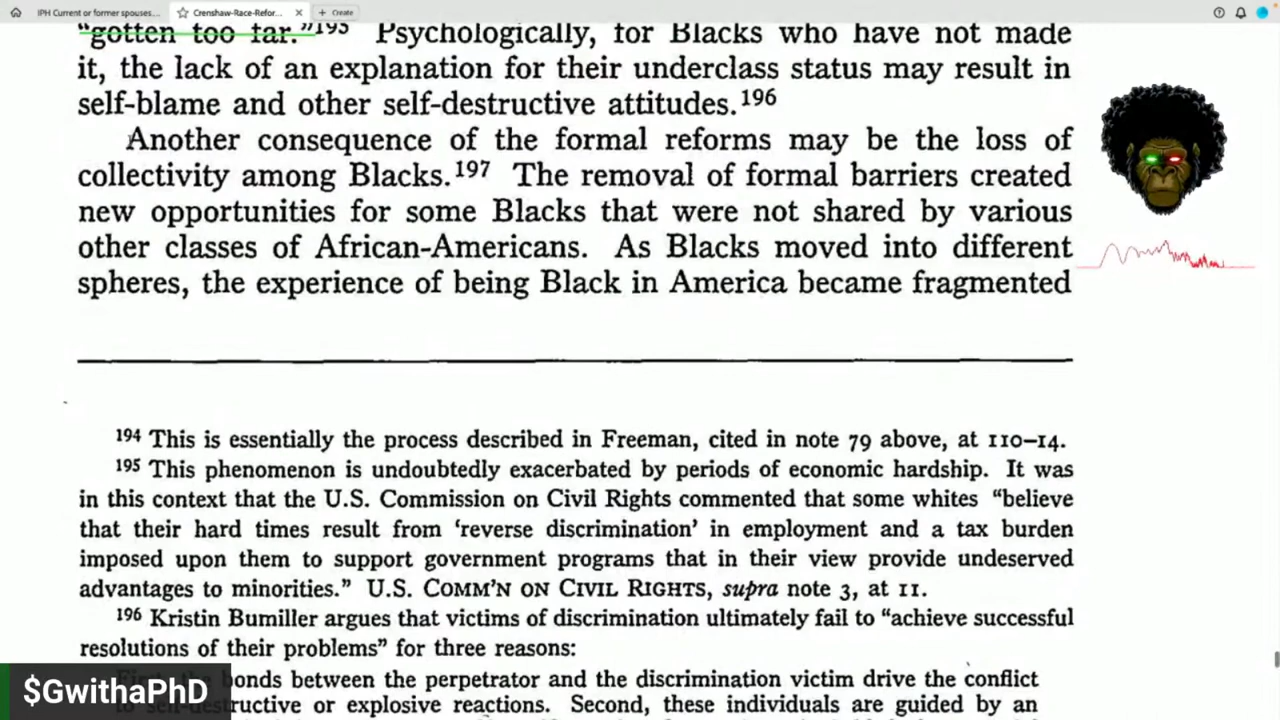 IPH Current or former spouses...
Crenshaw-Race-Refor...
Create
"gotten too far."195 Psychologically, for Blacks who have not made
it, the lack of an explanation for their underclass status may result in
self-blame and other self-destructive attitudes.196
Another consequence of the formal reforms may be the loss of
collectivity among Blacks.197 The removal of formal barriers created
new opportunities for some Blacks that were not shared by various
other classes of African-Americans. As Blacks moved into different
spheres, the experience of being Black in America became fragmented
194 This is essentially the process described in Freeman, cited in note 79 above, at 110–14.
195 This phenomenon is undoubtedly exacerbated by periods of economic hardship. It was
in this context that the U.S. Commission on Civil Rights commented that some whites "believe
that their hard times result from 'reverse discrimination' in employment and a tax burden
imposed upon them to support government programs that in their view provide undeserved
advantages to minorities." U.S. COMM'N ON CIVIL RIGHTS, supra note 3, at 11.
196 Kristin Bumiller argues that victims of discrimination ultimately fail to "achieve successful
resolutions of their problems" for three reasons:
bonds between the perpetrator and the discrimination victim drive the conflict
or explosive reactions. Second, these individuals are guided by an
$GwithaPhD